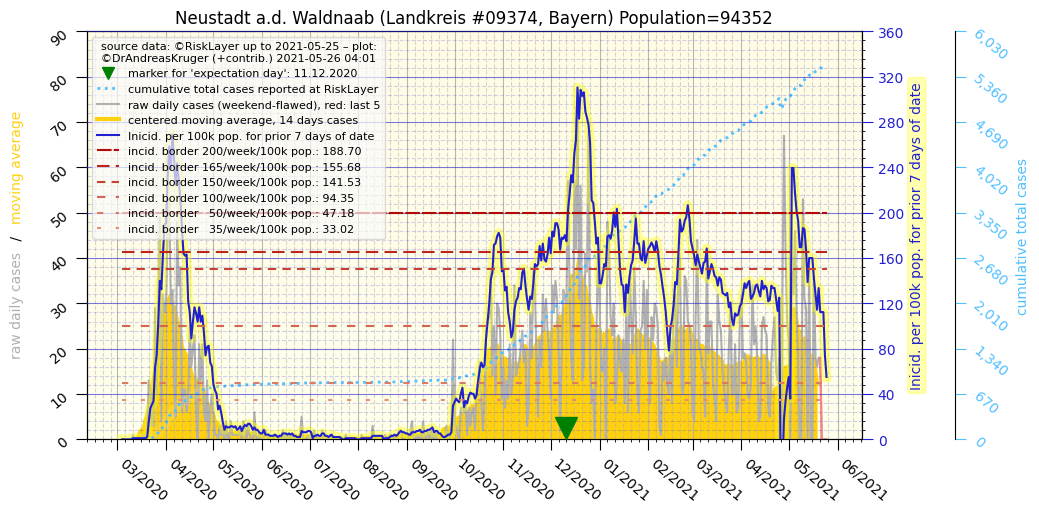 Neustadt a.d. Waldnaab (Landkreis #09374, Bayern) Population=94352
source data: ©RiskLayer up to 2021-05-25 – plot:
©DrAndreasKruger (+contrib.) 2021-05-26 04:01
marker for 'expectation day': 11.12.2020
cumulative total cases reported at RiskLayer
raw daily cases (weekend-flawed), red: last 5
centered moving average, 14 days cases
Inicid. per 100k pop. for prior 7 days of date
incid. border 200/week/100k pop.: 188.70
incid. border 165/week/100k pop.: 155.68
incid. border 150/week/100k pop.: 141.53
incid. border 100/week/100k pop.: 94.35
incid. border 50/week/100k pop.: 47.18
incid. border 35/week/100k pop.: 33.02
raw daily cases / moving average
90
80
70
60
50
40
30
20
10
0
360
320
280
240
200
160
120
80
40
0
Inicid. per 100k pop. for prior 7 days of date
6,030
5,360
4,690
4,020
3,350
2,680
2,010
1,340
670
0
cumulative total cases
03/2020
04/2020
05/2020
06/2020
07/2020
08/2020
09/2020
10/2020
11/2020
12/2020
01/2021
02/2021
03/2021
04/2021
05/2021
06/2021